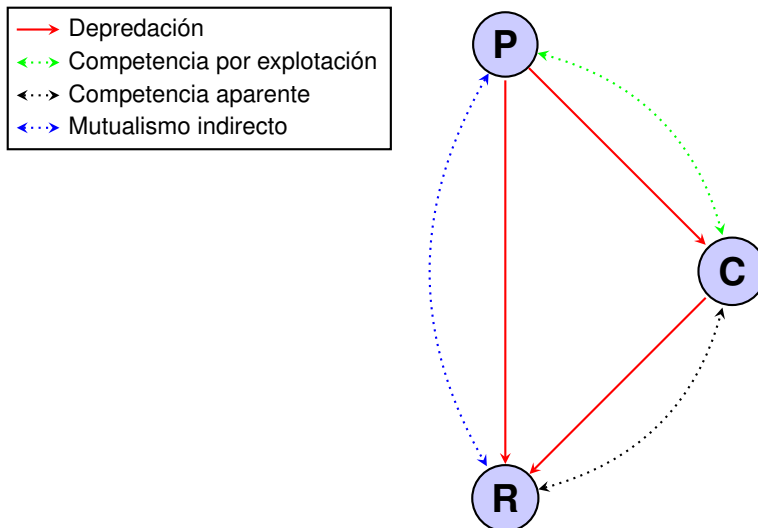 Depredación
Competencia por explotación
Competencia aparente
Mutualismo indirecto
P
C
R